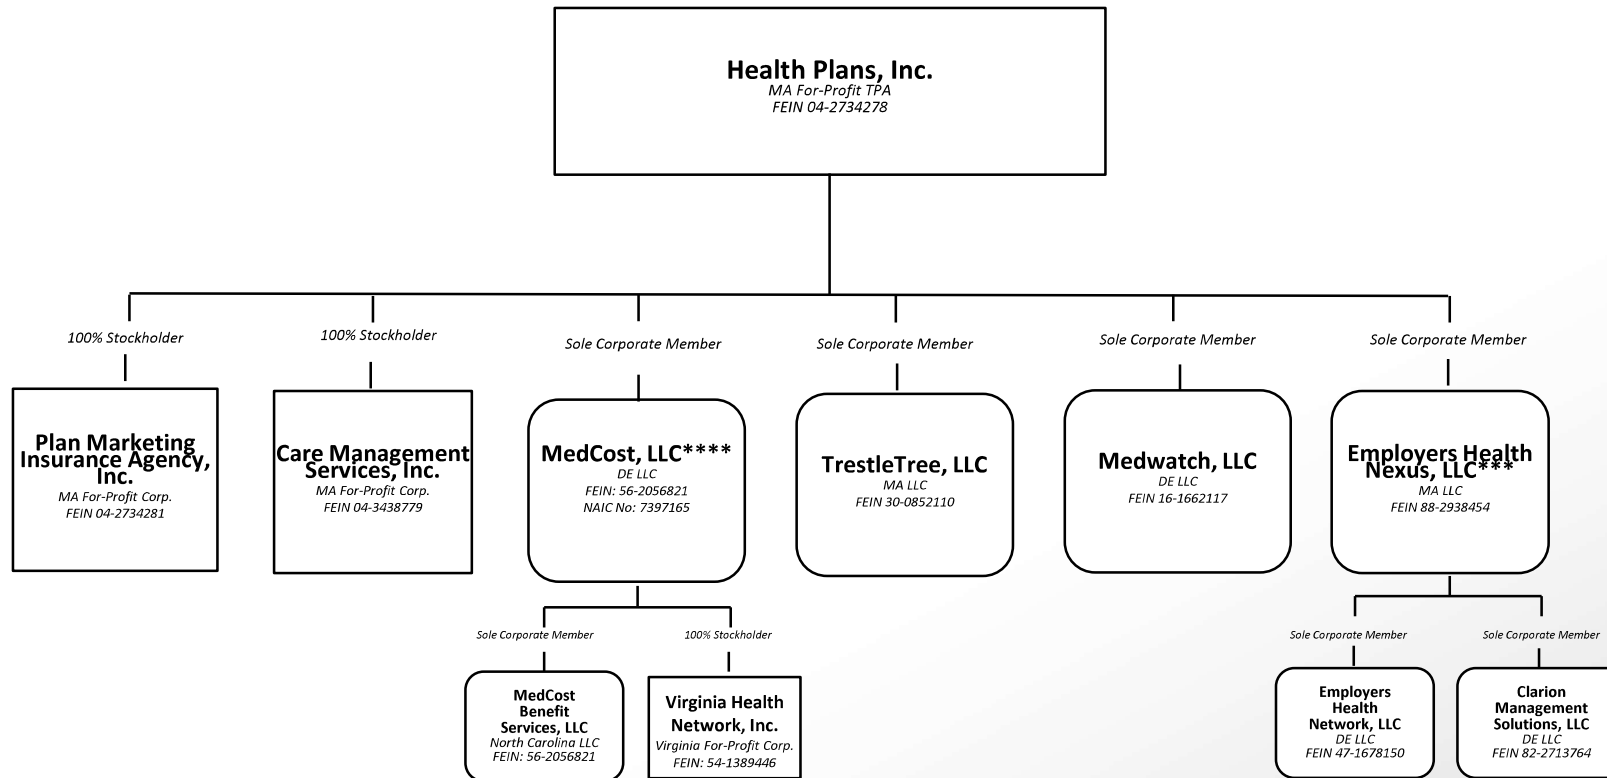 Health Plans, Inc.
MA For-Profit TPA
FEIN 04-2734278
100% Stockholder
100% Stockholder
Sole Corporate Member
Sole Corporate Member
Sole Corporate Member
Sole Corporate Member
Plan Marketing
Insurance Agency,
Inc.
MA For-Profit Corp.
FEIN 04-2734281
Care Management
Services, Inc.
MA For-Profit Corp.
FEIN 04-3438779
MedCost, LLC****
DE LLC
FEIN: 56-2056821
NAIC No: 7397165
TrestleTree, LLC
MA LLC
FEIN 30-0852110
Medwatch, LLC
DE LLC
FEIN 16-1662117
Employers Health
Nexus, LLC***
MA LLC
FEIN 88-2938454
Sole Corporate Member
100% Stockholder
Sole Corporate Member
Sole Corporate Member
MedCost
Benefit
Services, LLC
North Carolina LLC
FEIN: 56-2056821
Virginia Health
Network, Inc.
Virginia For-Profit Corp.
FEIN: 54-1389446
Employers
Health
Network, LLC
DE LLC
FEIN 47-1678150
Clarion
Management
Solutions, LLC
DE LLC
FEIN 82-2713764